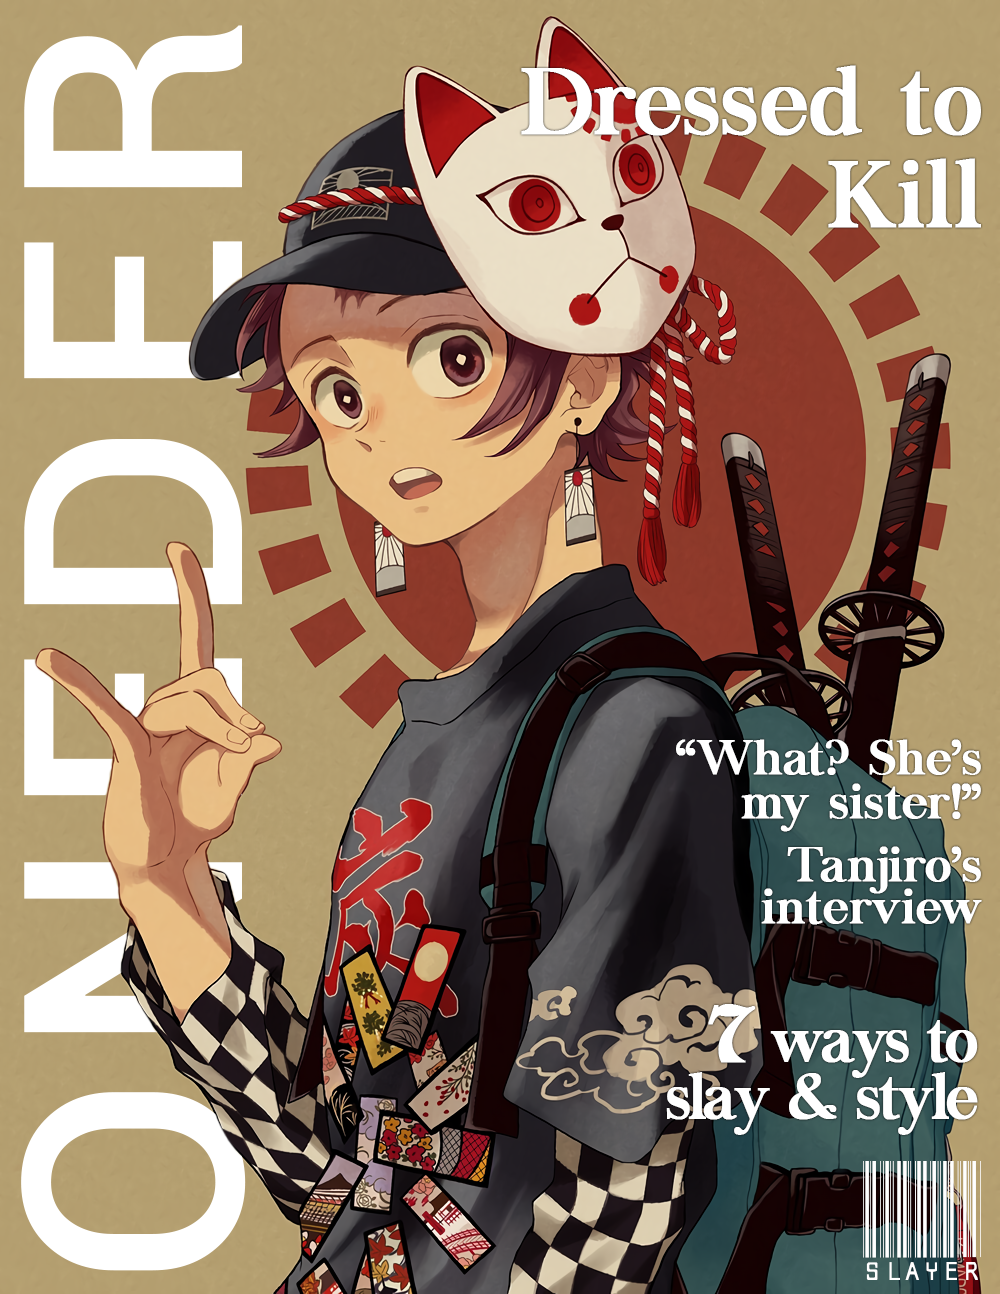 ONEDER
Dressed to
Kill
“What? She’s
my sister!”
Tanjiro’s
interview
炭
7 ways to
slay & style
SLAYER